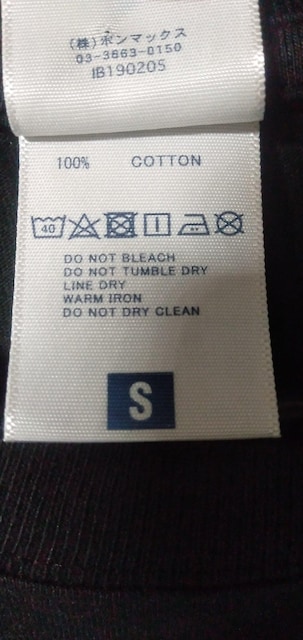 (株)ボンマックス
03-3663-0150
IB190205
100% COTTON
40
DO NOT BLEACH
DO NOT TUMBLE DRY
LINE DRY
WARM IRON
DO NOT DRY CLEAN
S